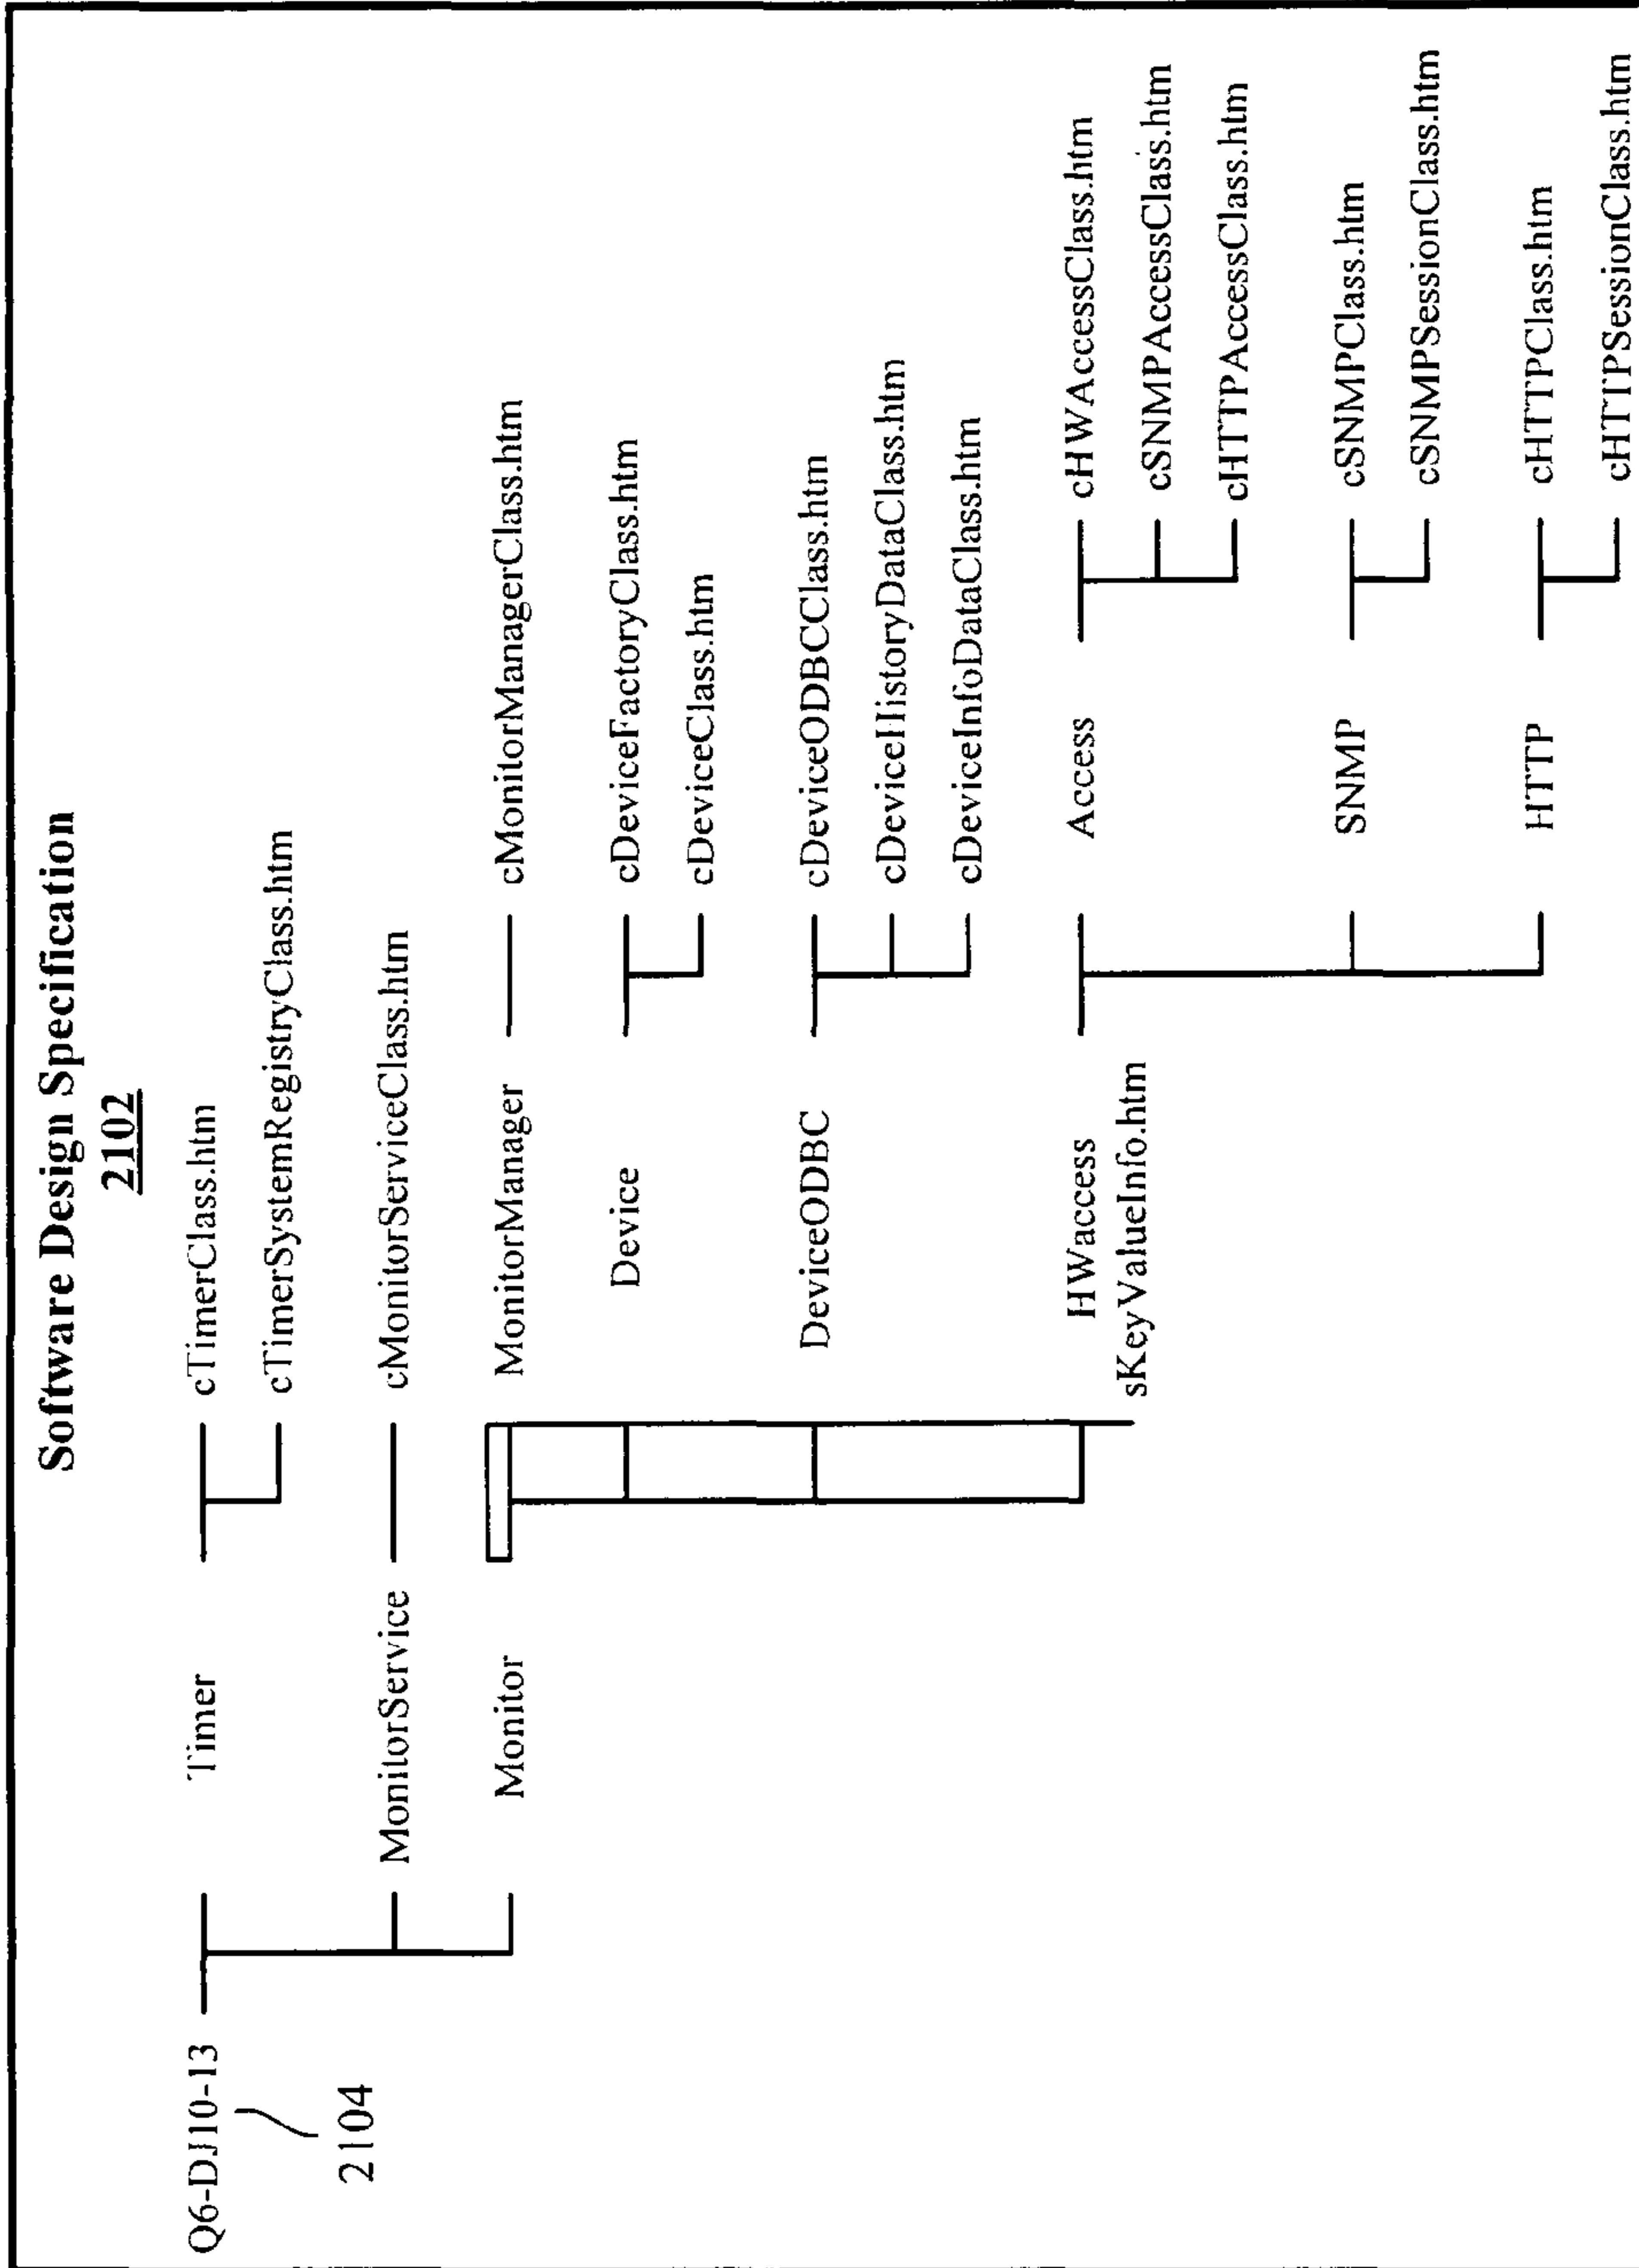 Software Design Specification
2102
Q6-DJ10-13
2104
Timer
cTimerClass.htm
cTimerSystemRegistryClass.htm
MonitorService
cMonitorServiceClass.htm
Monitor
MonitorManager
cMonitorManagerClass.htm
Device
cDeviceFactoryClass.htm
cDeviceClass.htm
DeviceODBC
cDeviceODBCClass.htm
cDeviceHistoryDataClass.htm
cDeviceInfoDataClass.htm
HWaccess
sKeyValueInfo.htm
Access
cHWAccessClass.htm
cSNMPAccessClass.htm
cHTTPAccessClass.htm
SNMP
cSNMPClass.htm
cSNMPSessionClass.htm
HTTP
cHTTPClass.htm
cHTTPSessionClass.htm